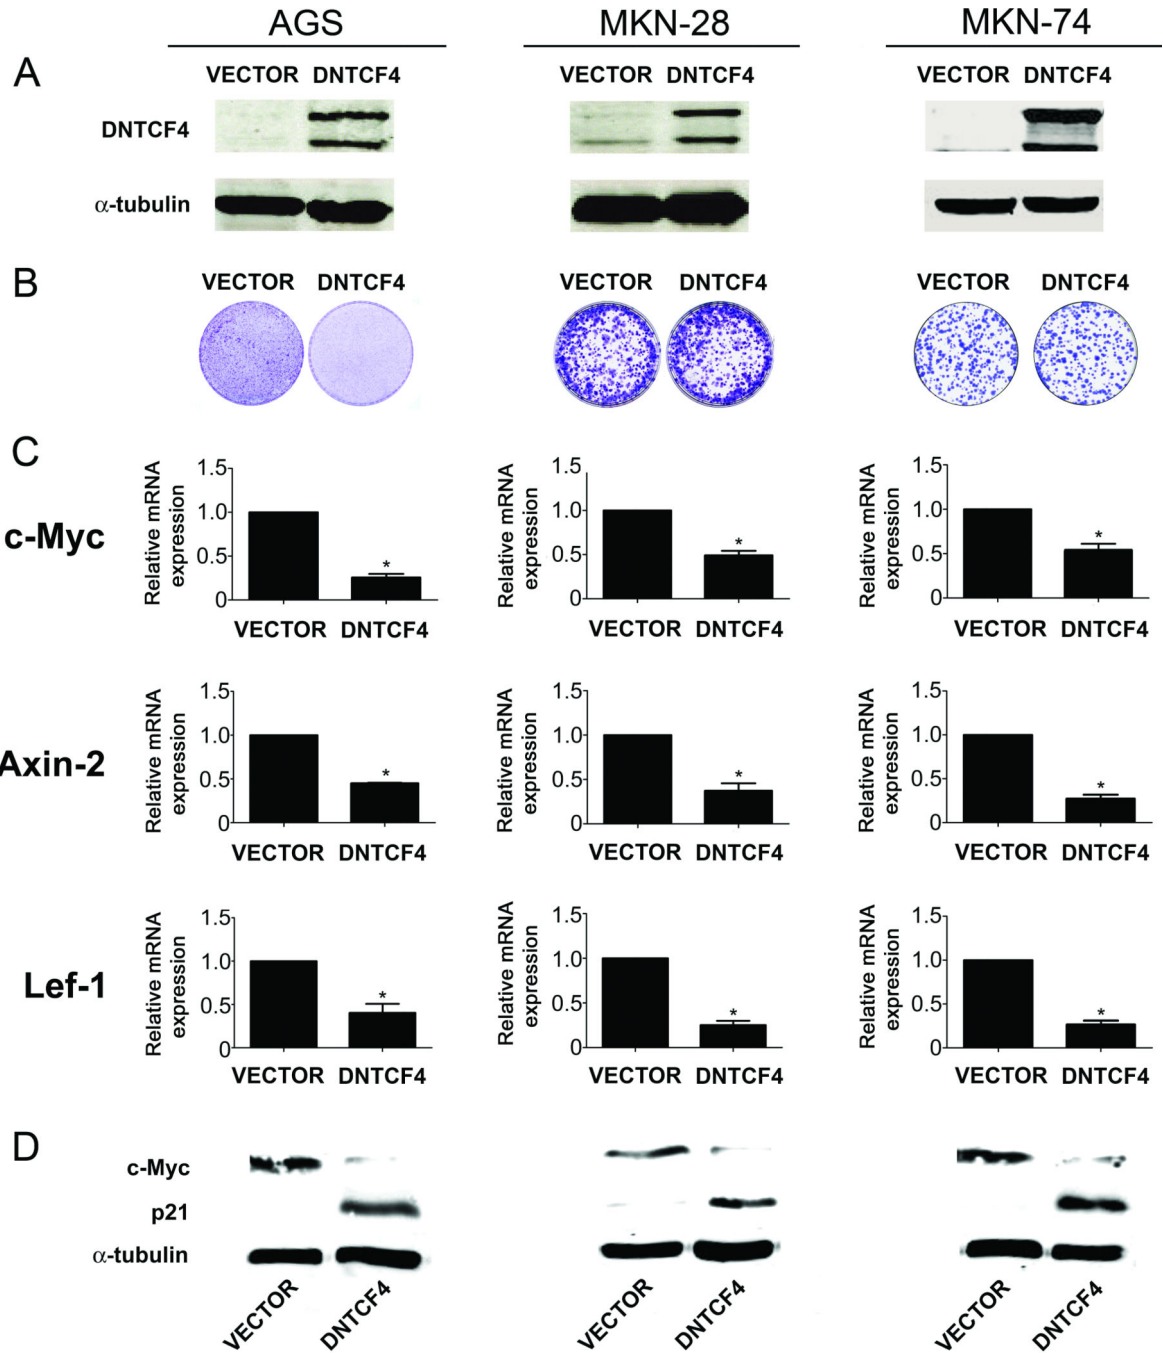 AGS MKN-28 MKN-74
A
VECTOR DNTCF4 VECTOR DNTCF4 VECTOR DNTCF4
DNTCF4
α-tubulin
B
VECTOR DNTCF4 VECTOR DNTCF4 VECTOR DNTCF4
C
c-Myc
Relative mRNA
expression
1.5
1.0
0.5
0
*
VECTOR DNTCF4
Relative mRNA
expression
1.5
1.0
0.5
0
*
VECTOR DNTCF4
Relative mRNA
expression
1.5
1.0
0.5
0
*
VECTOR DNTCF4
Axin-2
Relative mRNA
expression
1.5
1.0
0.5
0
*
VECTOR DNTCF4
Relative mRNA
expression
1.5
1.0
0.5
0
*
VECTOR DNTCF4
Relative mRNA
expression
1.5
1.0
0.5
0
*
VECTOR DNTCF4
Lef-1
Relative mRNA
expression
1.5
1.0
0.5
0
*
VECTOR DNTCF4
Relative mRNA
expression
1.5
1.0
0.5
0
*
VECTOR DNTCF4
Relative mRNA
expression
1.5
1.0
0.5
0
*
VECTOR DNTCF4
D
c-Myc
p21
α-tubulin
VECTOR DNTCF4 VECTOR DNTCF4 VECTOR DNTCF4